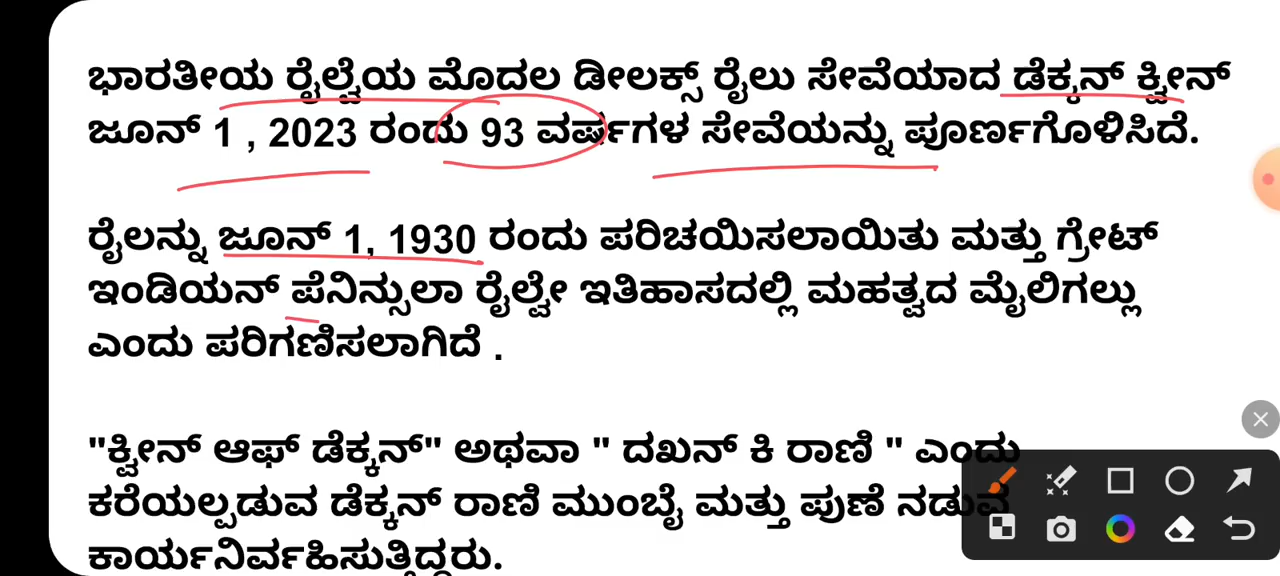 ಭಾರತೀಯ ರೈಲ್ವೆಯ ಮೊದಲ ಡೀಲಕ್ಸ್ ರೈಲು ಸೇವೆಯಾದ ಡೆಕ್ಕನ್ ಕ್ವೀನ್
ಜೂನ್ 1 , 2023 ರಂದು 93 ವರ್ಷಗಳ ಸೇವೆಯನ್ನು ಪೂರ್ಣಗೊಳಿಸಿದೆ.
ರೈಲನ್ನು ಜೂನ್ 1, 1930 ರಂದು ಪರಿಚಯಿಸಲಾಯಿತು ಮತ್ತು ಗ್ರೇಟ್
ಇಂಡಿಯನ್ ಪೆನಿನ್ಸುಲಾ ರೈಲ್ವೇ ಇತಿಹಾಸದಲ್ಲಿ ಮಹತ್ವದ ಮೈಲಿಗಲ್ಲು
ಎಂದು ಪರಿಗಣಿಸಲಾಗಿದೆ .
"ಕ್ವೀನ್ ಆಫ್ ಡೆಕ್ಕನ್" ಅಥವಾ " ದಖನ್ ಕಿ ರಾಣಿ " ಎಂದು
ಕರೆಯಲ್ಪಡುವ ಡೆಕ್ಕನ್ ರಾಣಿ ಮುಂಬೈ ಮತ್ತು ಪುಣೆ ನಡುವೆ
ಕಾರ್ಯನಿರ್ವಹಿಸುತ್ತಿದ್ದರು.